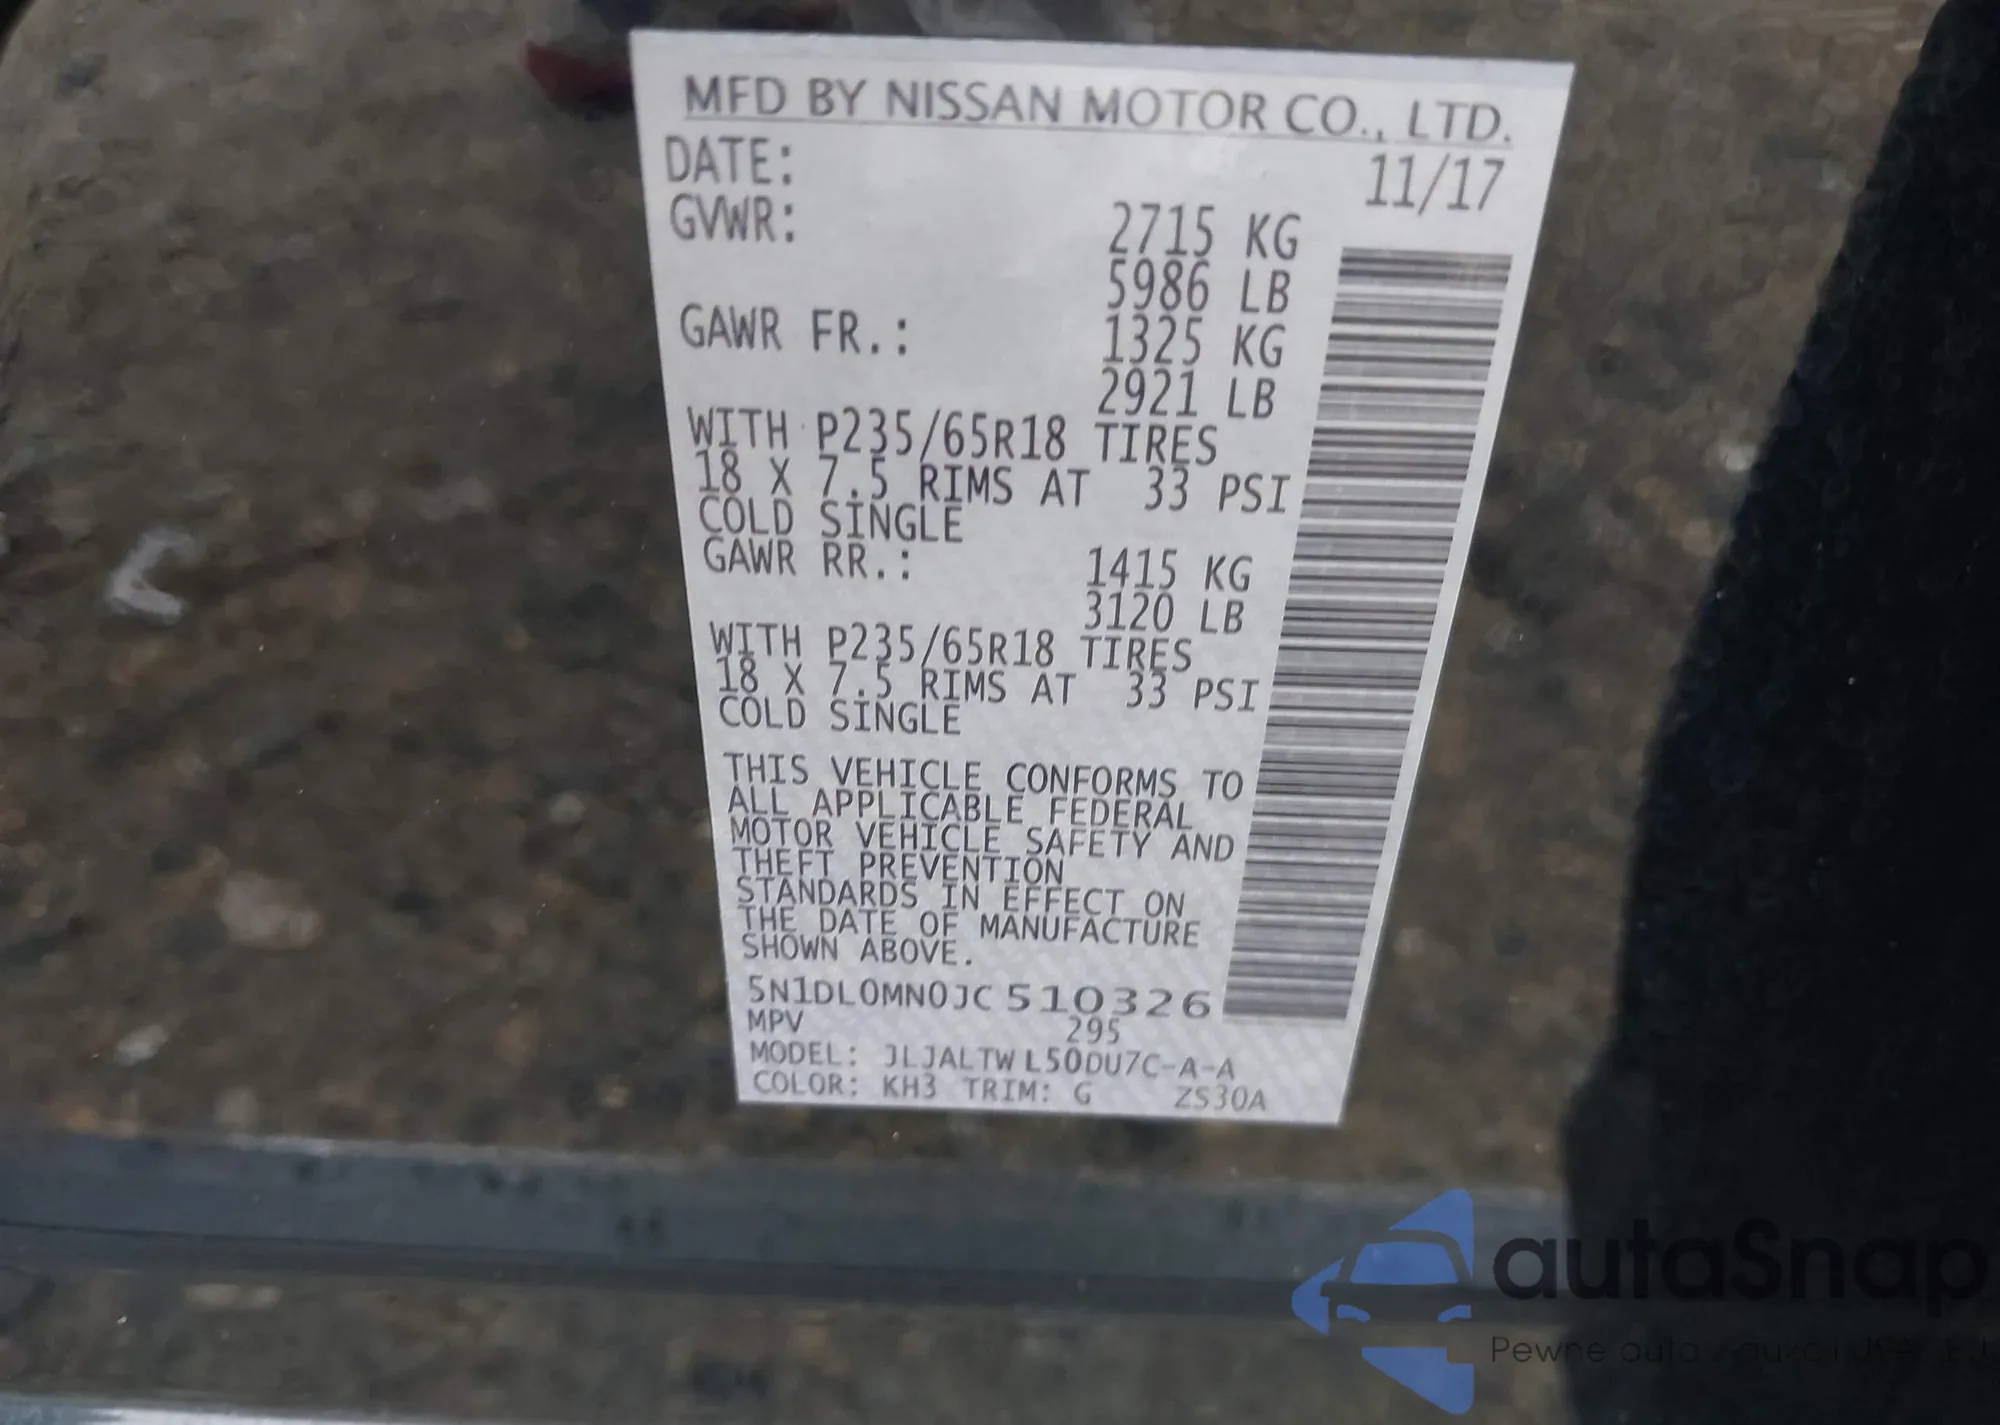 MFD BY NISSAN MOTOR CO., LTD.
DATE: 11/17
GVWR: 2715 KG
5986 LB
GAWR FR.: 1325 KG
2921 LB
WITH P235/65R18 TIRES
18 X 7.5 RIMS AT 33 PSI
COLD SINGLE
GAWR RR.: 1415 KG
3120 LB
WITH P235/65R18 TIRES
18 X 7.5 RIMS AT 33 PSI
COLD SINGLE
THIS VEHICLE CONFORMS TO
ALL APPLICABLE FEDERAL
MOTOR VEHICLE SAFETY AND
THEFT PREVENTION
STANDARDS IN EFFECT ON
THE DATE OF MANUFACTURE
SHOWN ABOVE.
5N1DL0MN0JC510326
MPV 295
MODEL: JLJALTWL50DU7C-A-A
COLOR: KH3 TRIM: G ZS30A
autaSnap
Pewne auta